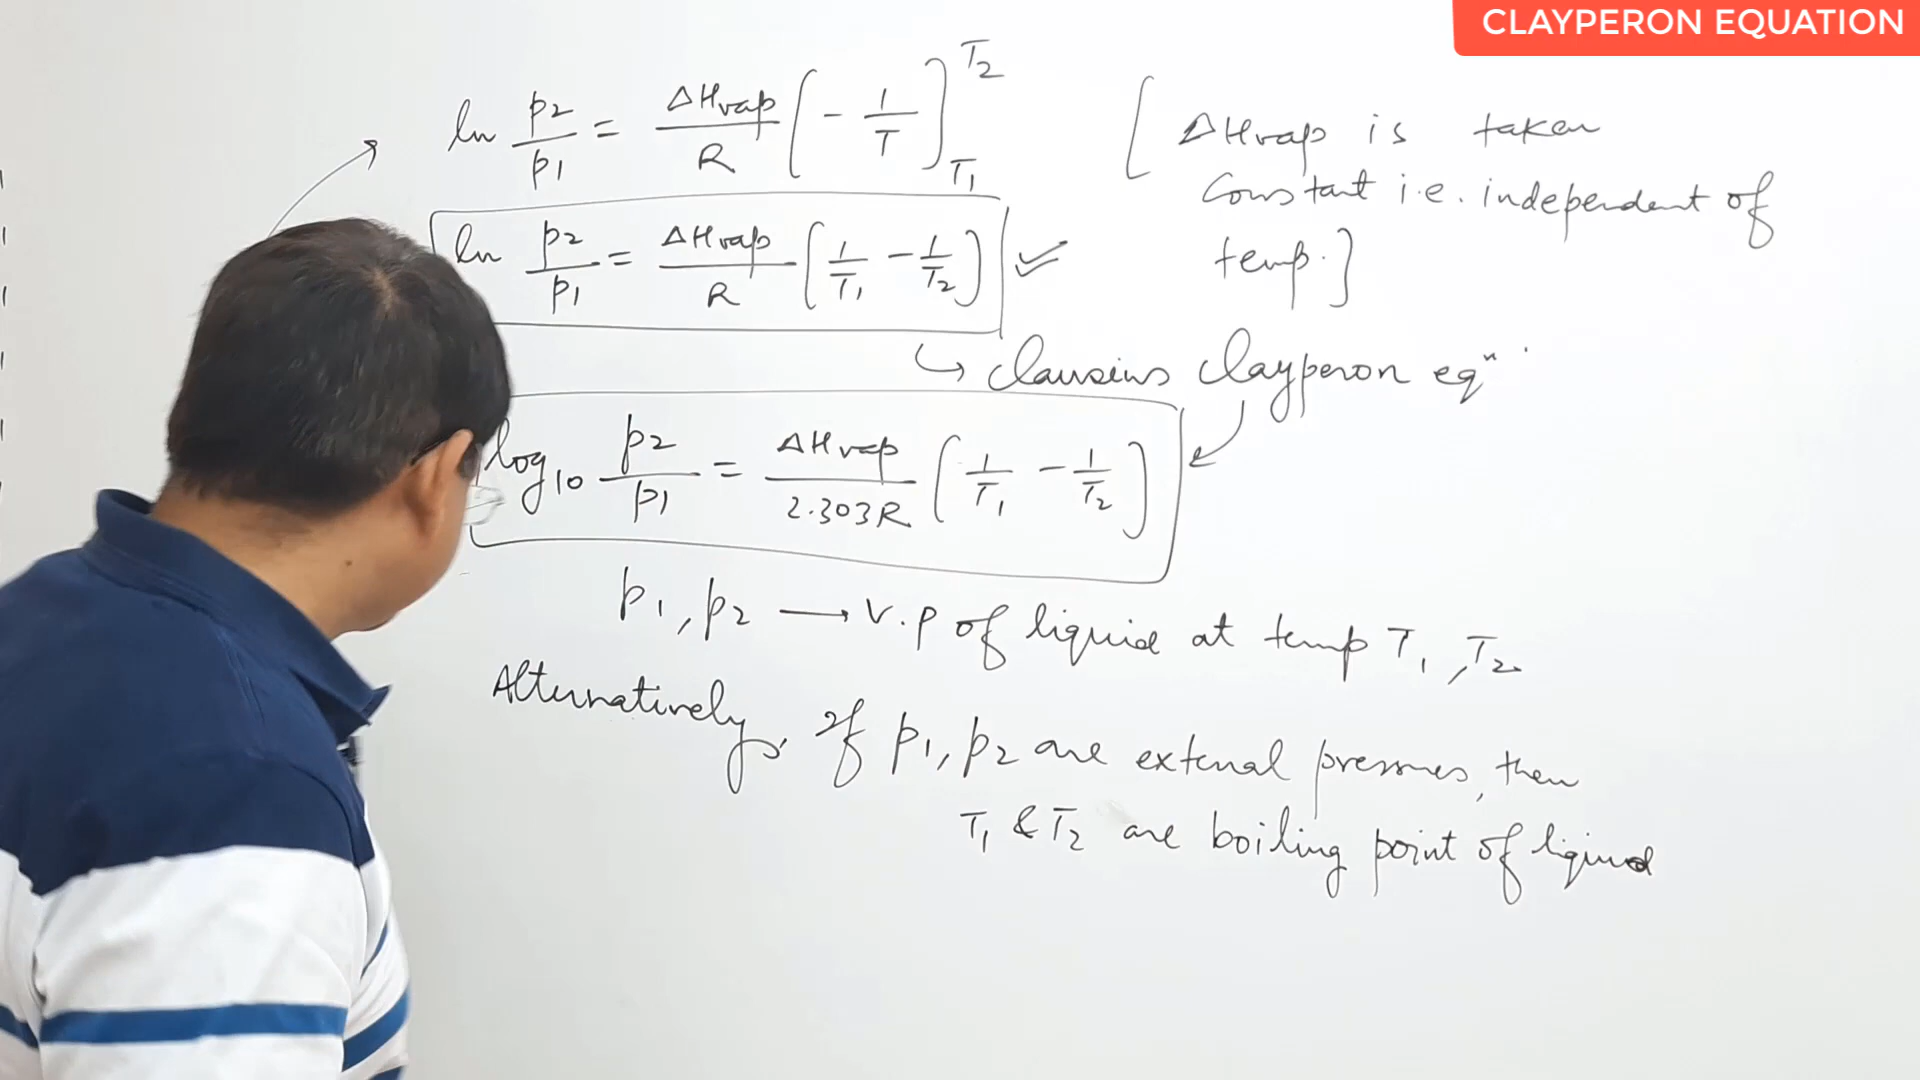 CLAYPERON EQUATION
ln p2/p1 = ΔHvap/R [ - 1/T ]T1^T2
[ ΔHvap is taken
constant i.e. independent of
temp. ]
ln p2/p1 = ΔHvap/R [ 1/T1 - 1/T2 ]
↳ Clausius Clayperon eqⁿ.
log10 p2/p1 = ΔHvap/2.303R [ 1/T1 - 1/T2 ]
p1, p2 → V.P of liquid at temp T1, T2
Alternatively, If p1, p2 are external pressures, then
T1 & T2 are boiling point of liquid